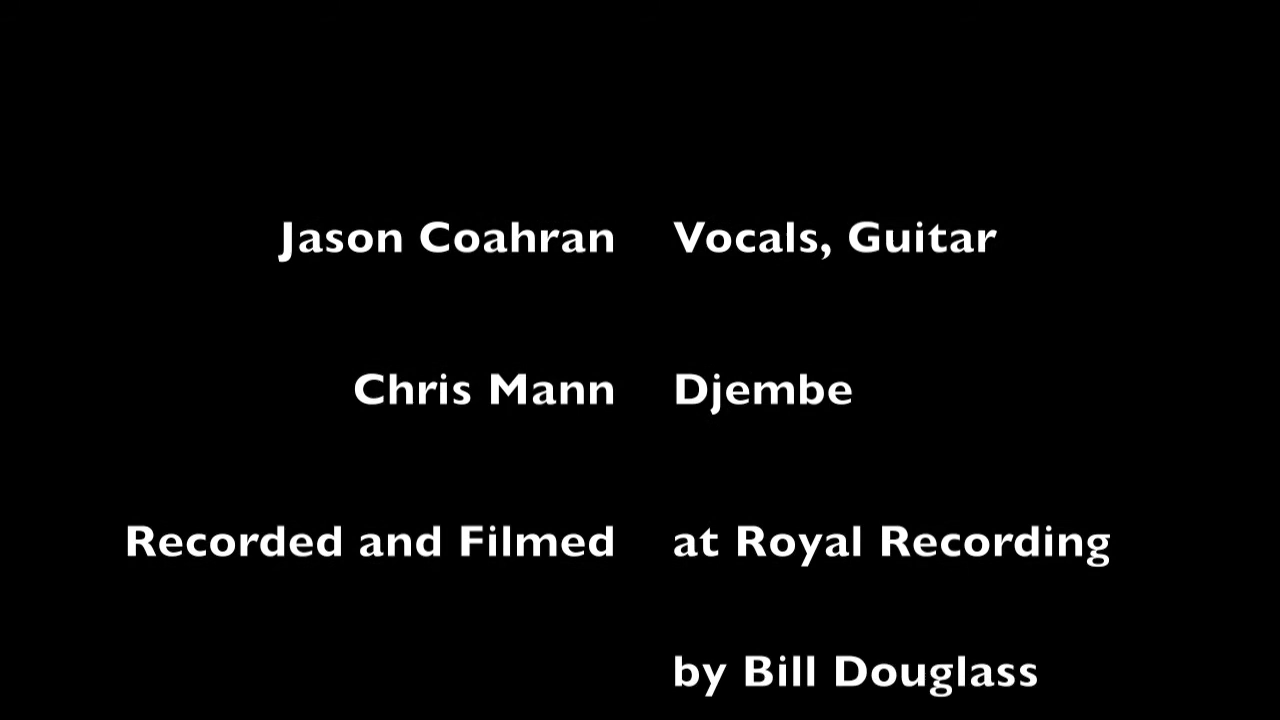 Jason Coahran Vocals, Guitar
Chris Mann Djembe
Recorded and Filmed at Royal Recording
by Bill Douglass